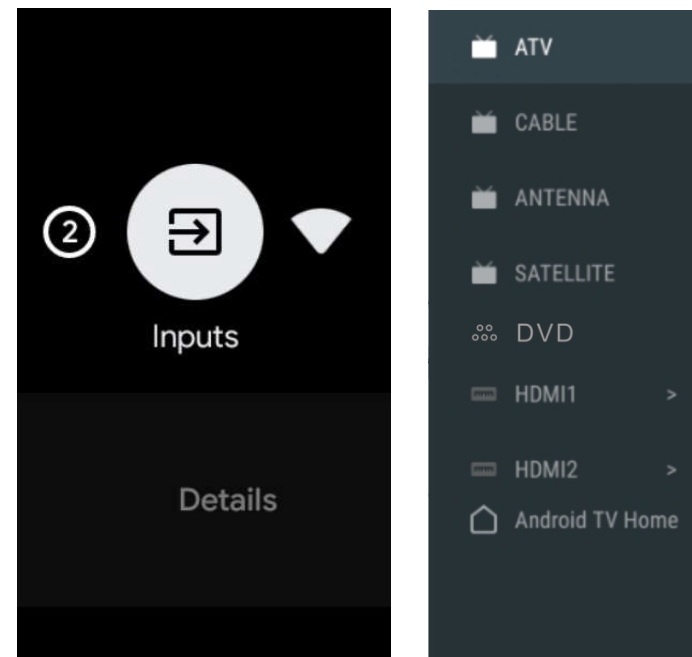 2
Inputs
Details
ATV
CABLE
ANTENNA
SATELLITE
DVD
HDMI1 >
HDMI2 >
Android TV Home